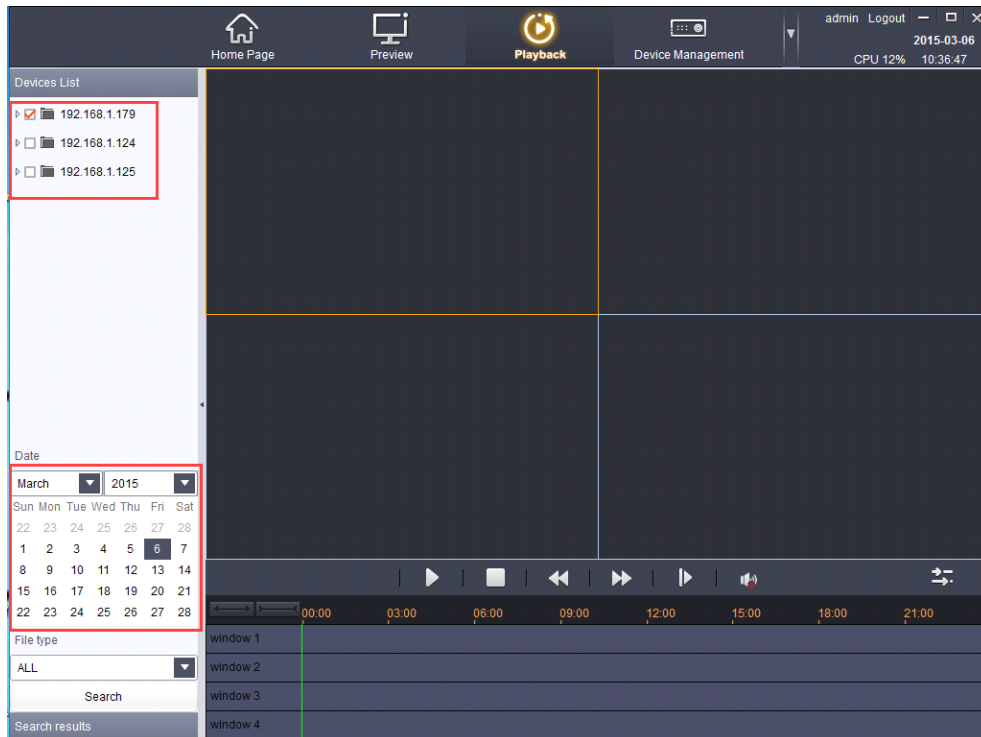 admin Logout
2015-03-06
CPU 12% 10:36:47
Home Page
Preview
Playback
Device Management
Devices List
192.168.1.179
192.168.1.124
192.168.1.125
Date
March 2015
Sun Mon Tue Wed Thu Fri Sat
22 23 24 25 26 27 28
1 2 3 4 5 6 7
8 9 10 11 12 13 14
15 16 17 18 19 20 21
22 23 24 25 26 27 28
File type
ALL
Search
Search results
00:00 03:00 06:00 09:00 12:00 15:00 18:00 21:00
window 1
window 2
window 3
window 4